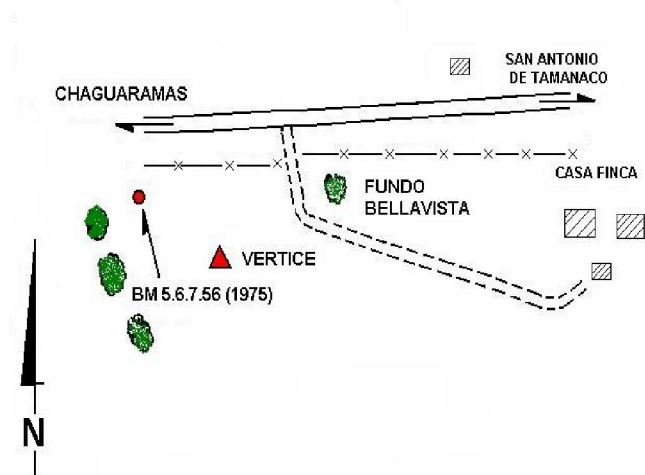 SAN ANTONIO
DE TAMANACO
CHAGUARAMAS
CASA FINCA
FUNDO
BELLAVISTA
VERTICE
BM 5.6.7.56 (1975)
N